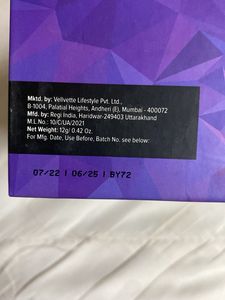 Mktd. by: Vellvette Lifestyle Pvt. Ltd.,
B-1004, Palatial Heights, Andheri (E), Mumbai - 400072
Mfd. by: Regi India, Haridwar-249403 Uttarakhand
M.L No : 10/C/UA/2021
Net Weight: 12g/ 0.42 Oz.
For Mfg. Date, Use Before, Batch No. see below:
07/22 | 06/25 | BY72